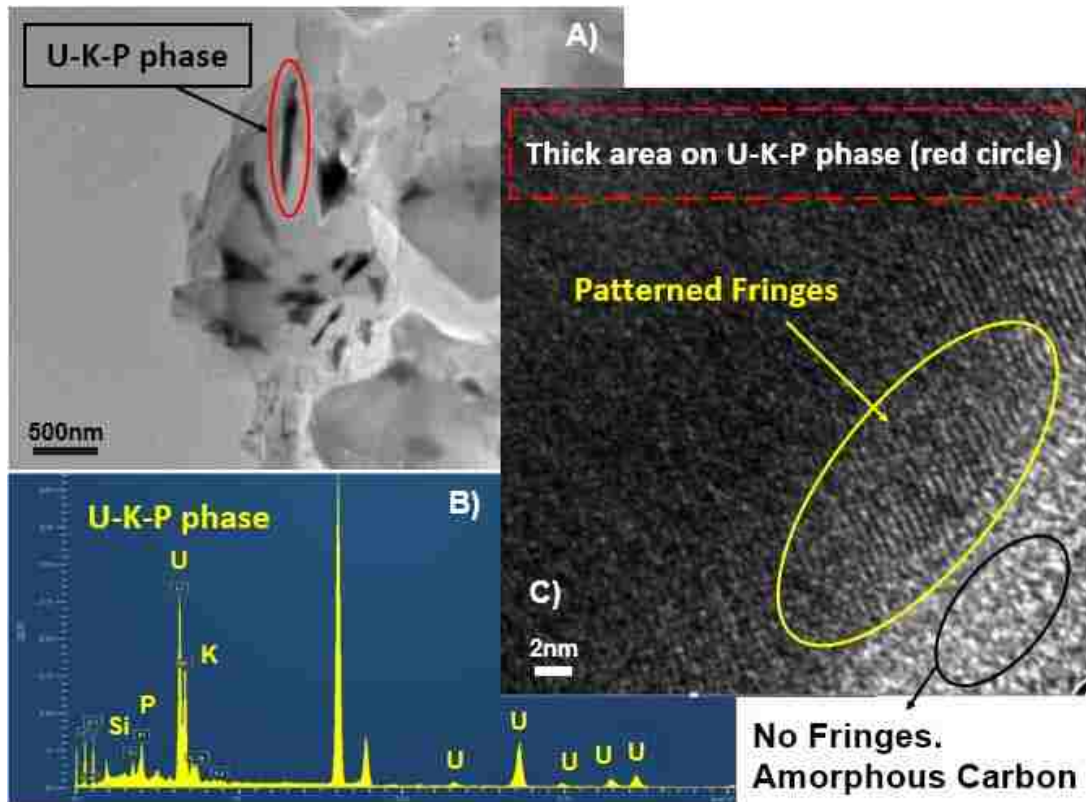 U-K-P phase
A)
500nm
Thick area on U-K-P phase (red circle)
Patterned Fringes
C)
2nm
No Fringes.
Amorphous Carbon
U-K-P phase
B)
U
K
P
Si
U
U
U
U
U